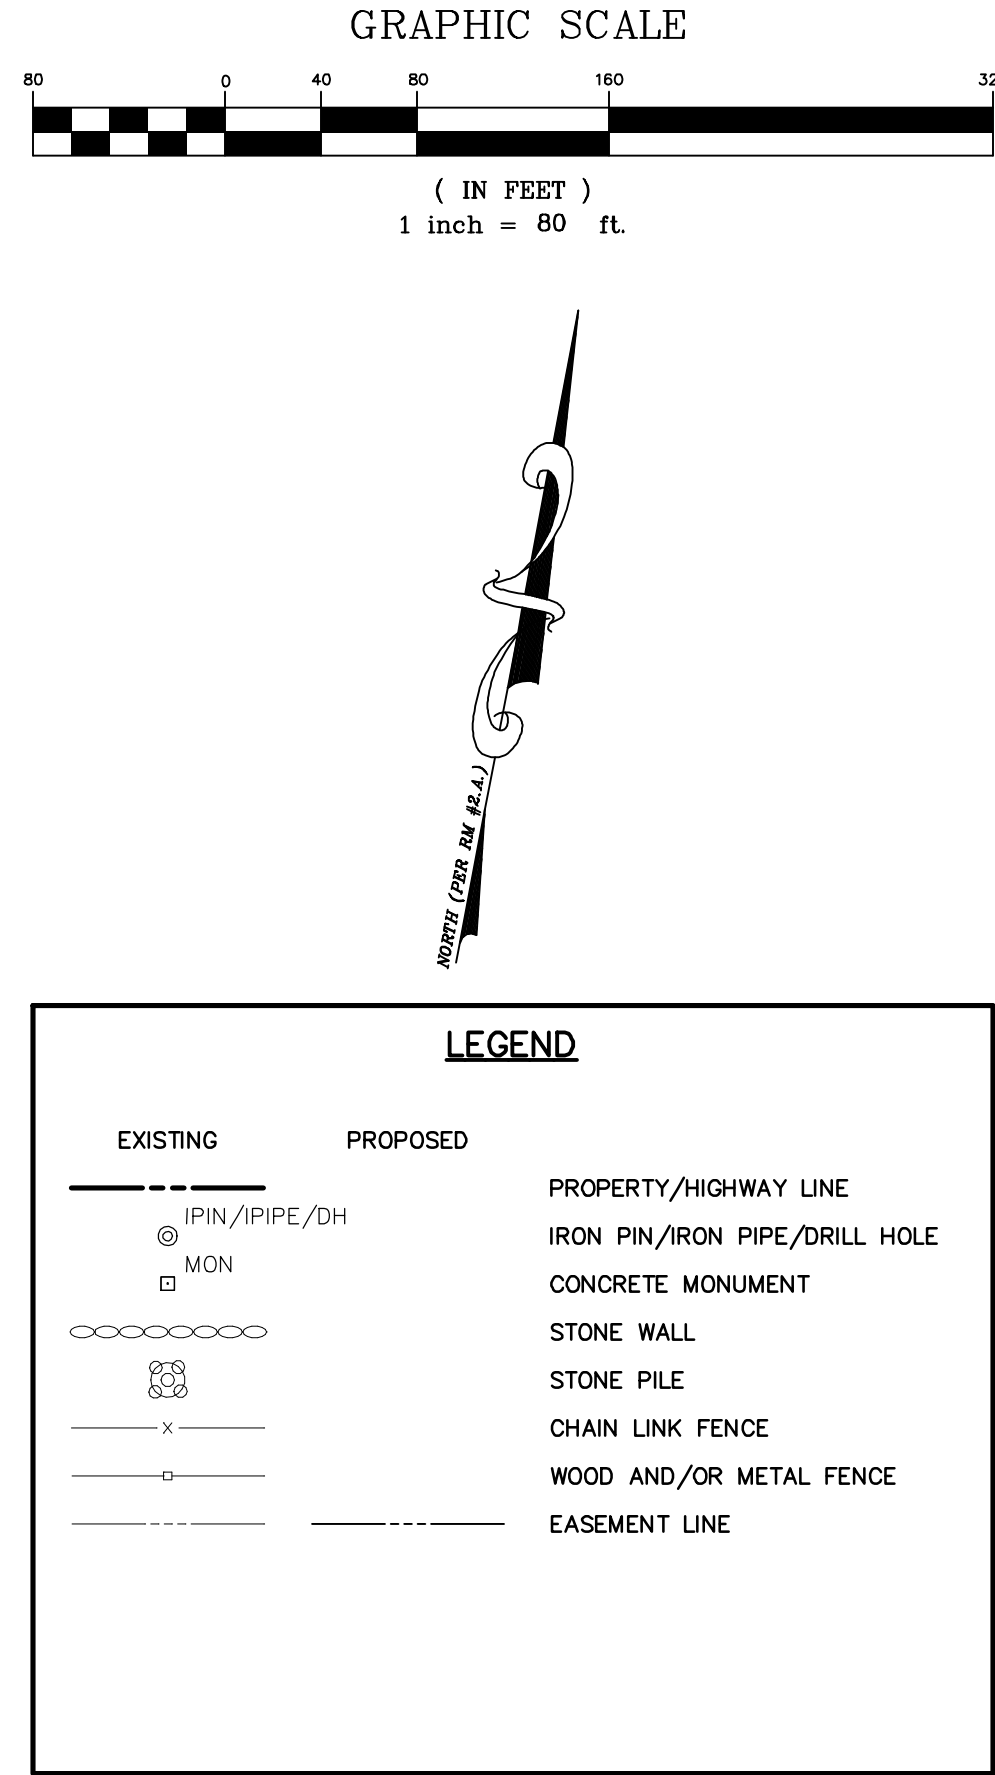 GRAPHIC SCALE
80 0 40 80 160 32
( IN FEET )
1 inch = 80 ft.
NORTH (PER RM #2.A.)
LEGEND
EXISTING PROPOSED
PROPERTY/HIGHWAY LINE
IPIN/IPIPE/DH
IRON PIN/IRON PIPE/DRILL HOLE
MON
CONCRETE MONUMENT
STONE WALL
STONE PILE
X CHAIN LINK FENCE
WOOD AND/OR METAL FENCE
EASEMENT LINE